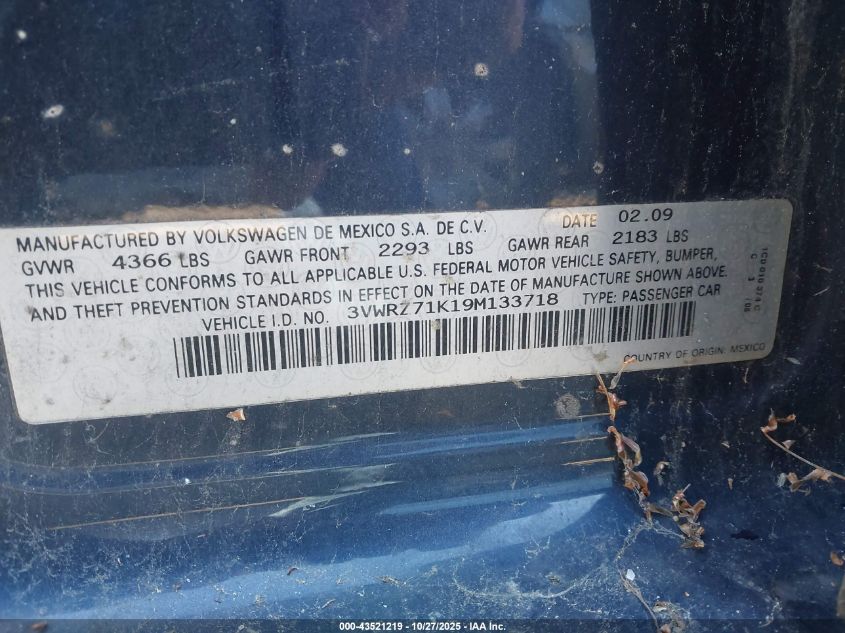 MANUFACTURED BY VOLKSWAGEN DE MEXICO S.A. DE C.V. DATE 02.09
GVWR 4366 LBS GAWR FRONT 2293 LBS GAWR REAR 2183 LBS
THIS VEHICLE CONFORMS TO ALL APPLICABLE U.S. FEDERAL MOTOR VEHICLE SAFETY, BUMPER,
AND THEFT PREVENTION STANDARDS IN EFFECT ON THE DATE OF MANUFACTURE SHOWN ABOVE.
VEHICLE I.D. NO. 3VWRZ71K19M133718 TYPE: PASSENGER CAR
COUNTRY OF ORIGIN: MEXICO
1C0 010 373 C
000-43521219 - 10/27/2025 - IAA Inc.